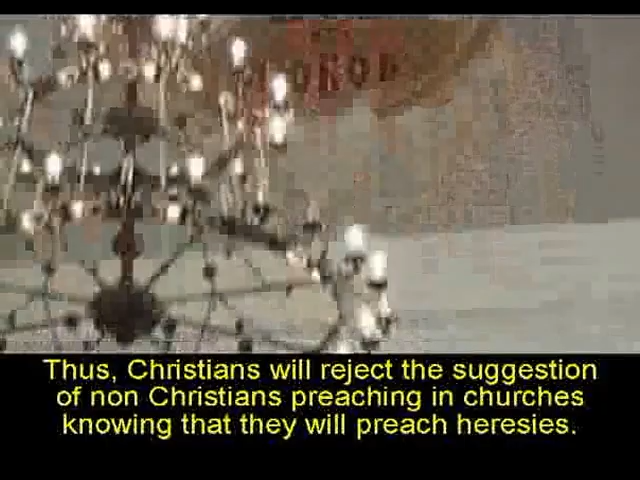 Thus, Christians will reject the suggestion
of non Christians preaching in churches
knowing that they will preach heresies.